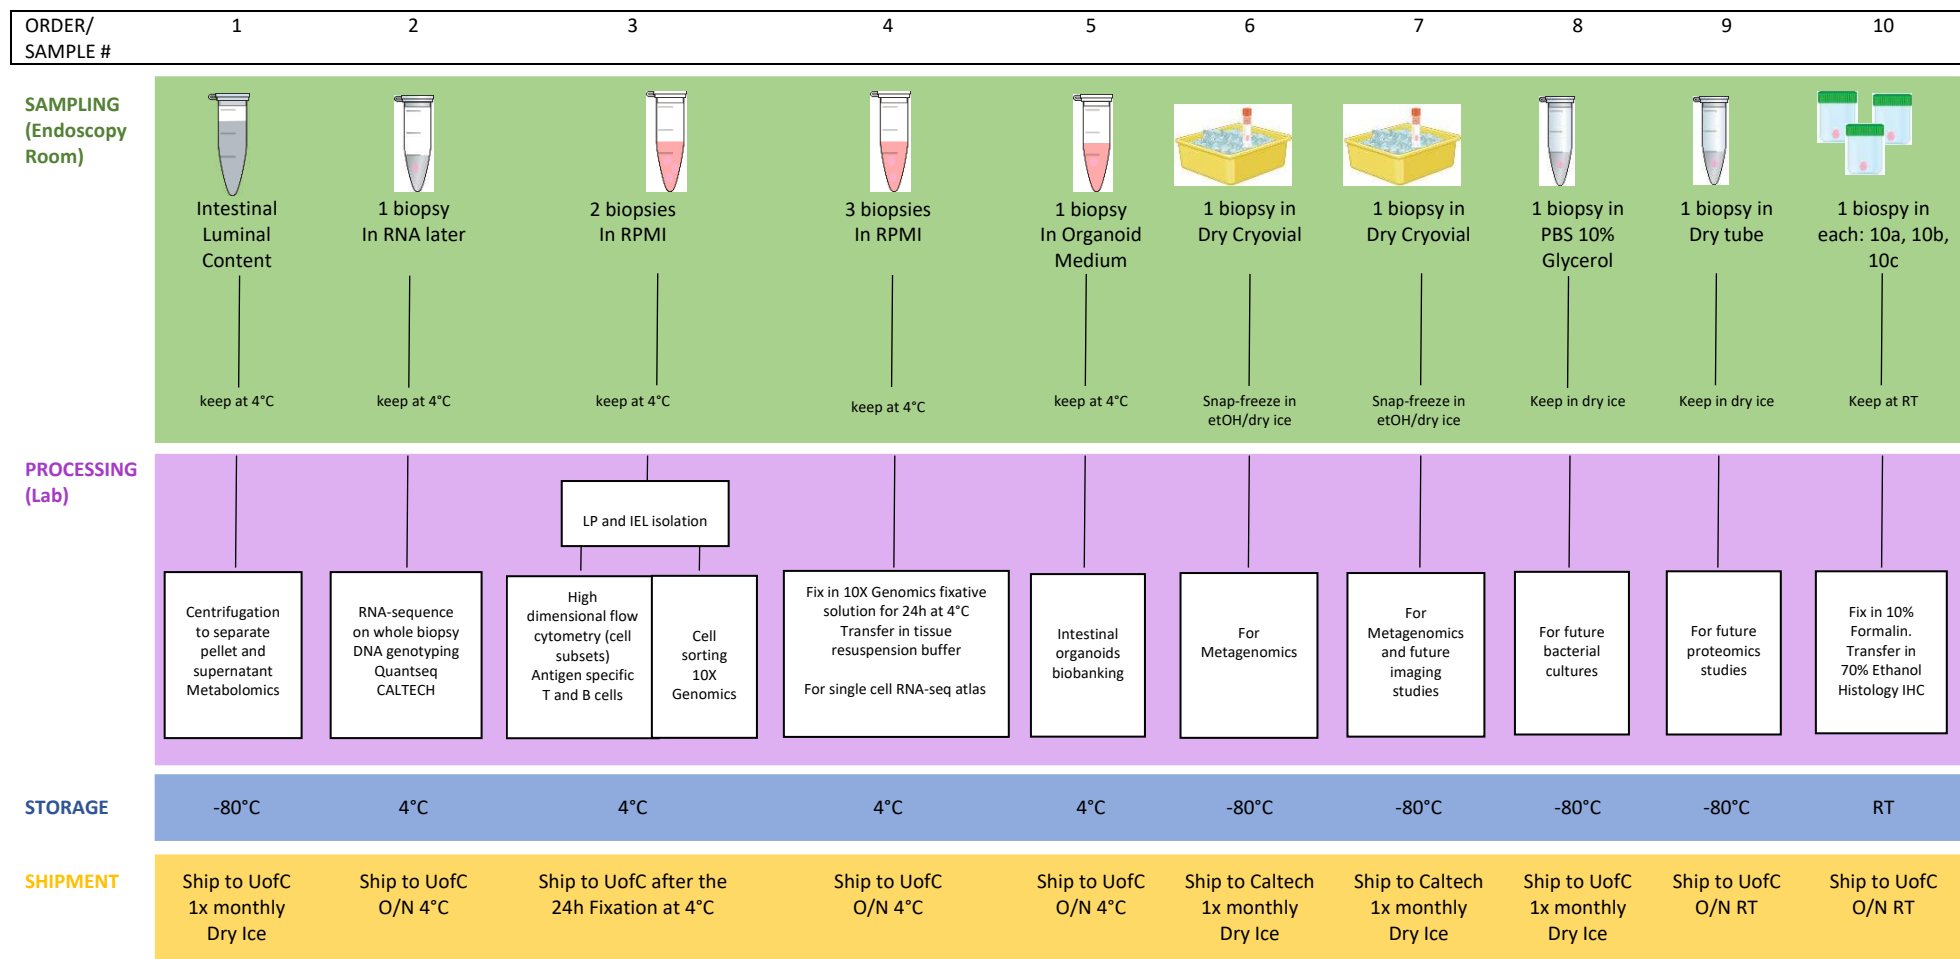 ORDER/
SAMPLE #
1
2
3
4
5
6
7
8
9
10
SAMPLING
(Endoscopy
Room)
Intestinal
Luminal
Content
1 biopsy
In RNA later
2 biopsies
In RPMI
3 biopsies
In RPMI
1 biopsy
In Organoid
Medium
1 biopsy in
Dry Cryovial
1 biopsy in
Dry Cryovial
1 biopsy in
PBS 10%
Glycerol
1 biopsy in
Dry tube
1 biospy in
each: 10a, 10b,
10c
keep at 4°C
keep at 4°C
keep at 4°C
keep at 4°C
keep at 4°C
Snap-freeze in
etOH/dry ice
Snap-freeze in
etOH/dry ice
Keep in dry ice
Keep in dry ice
Keep at RT
PROCESSING
(Lab)
LP and IEL isolation
Centrifugation
to separate
pellet and
supernatant
Metabolomics
RNA-sequence
on whole biopsy
DNA genotyping
Quantseq
CALTECH
High
dimensional flow
cytometry (cell
subsets)
Antigen specific
T and B cells
Cell
sorting
10X
Genomics
Fix in 10X Genomics fixative
solution for 24h at 4°C
Transfer in tissue
resuspension buffer
For single cell RNA-seq atlas
Intestinal
organoids
biobanking
For
Metagenomics
For
Metagenomics
and future
imaging
studies
For future
bacterial
cultures
For future
proteomics
studies
Fix in 10%
Formalin.
Transfer in
70% Ethanol
Histology IHC
STORAGE
-80°C
4°C
4°C
4°C
4°C
-80°C
-80°C
-80°C
-80°C
RT
SHIPMENT
Ship to UofC
1x monthly
Dry Ice
Ship to UofC
O/N 4°C
Ship to UofC after the
24h Fixation at 4°C
Ship to UofC
O/N 4°C
Ship to UofC
O/N 4°C
Ship to Caltech
1x monthly
Dry Ice
Ship to Caltech
1x monthly
Dry Ice
Ship to UofC
1x monthly
Dry Ice
Ship to UofC
O/N RT
Ship to UofC
O/N RT